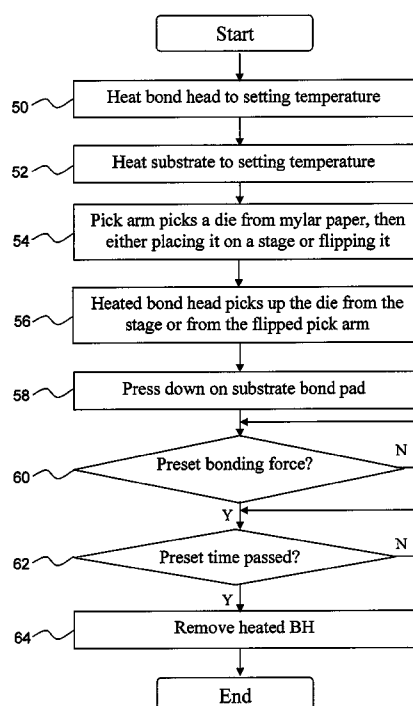 Start
50
Heat bond head to setting temperature
52
Heat substrate to setting temperature
54
Pick arm picks a die from mylar paper, then
either placing it on a stage or flipping it
56
Heated bond head picks up the die from the
stage or from the flipped pick arm
58
Press down on substrate bond pad
60
Preset bonding force?
N
Y
62
Preset time passed?
N
Y
64
Remove heated BH
End